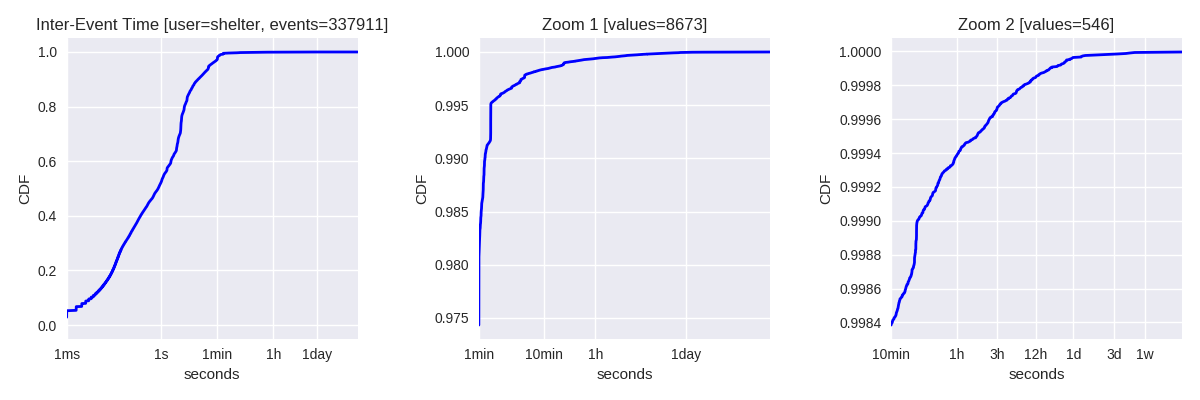 Inter-Event Time [user=shelter, events=337911]
CDF
1.0
0.8
0.6
0.4
0.2
0.0
1ms 1s 1min 1h 1day
seconds
Zoom 1 [values=8673]
CDF
1.000
0.995
0.990
0.985
0.980
0.975
1min 10min 1h 1day
seconds
Zoom 2 [values=546]
CDF
1.0000
0.9998
0.9996
0.9994
0.9992
0.9990
0.9988
0.9986
0.9984
10min 1h 3h 12h 1d 3d 1w
seconds